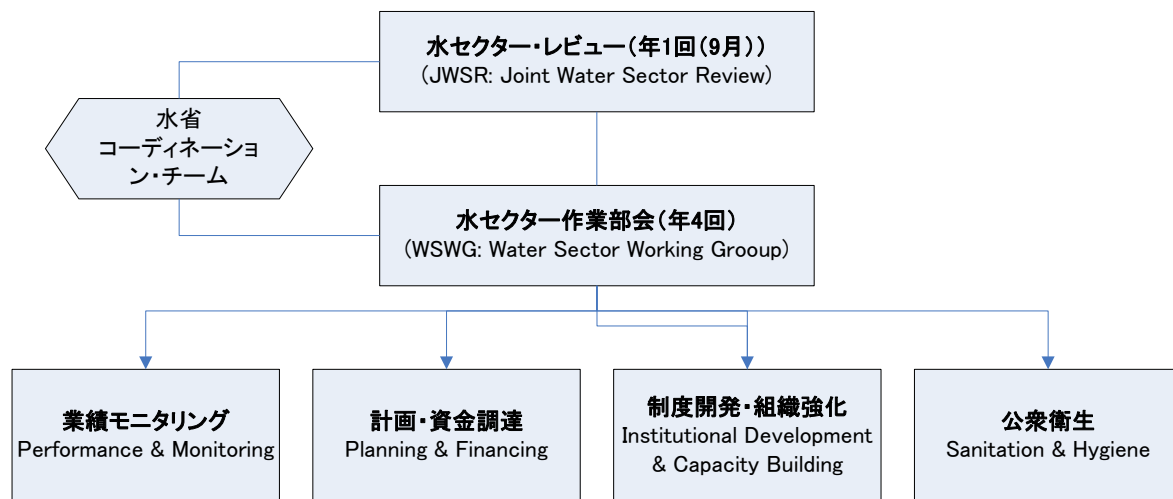 水セクター・レビュー（年1回（9月））
（JWSR: Joint Water Sector Review）
水省
コーディネーショ
ン・チーム
水セクター作業部会（年4回）
（WSWG: Water Sector Working Grooup）
業績モニタリング
Performance & Monitoring
計画・資金調達
Planning & Financing
制度開発・組織強化
Institutional Development
& Capacity Building
公衆衛生
Sanitation & Hygiene